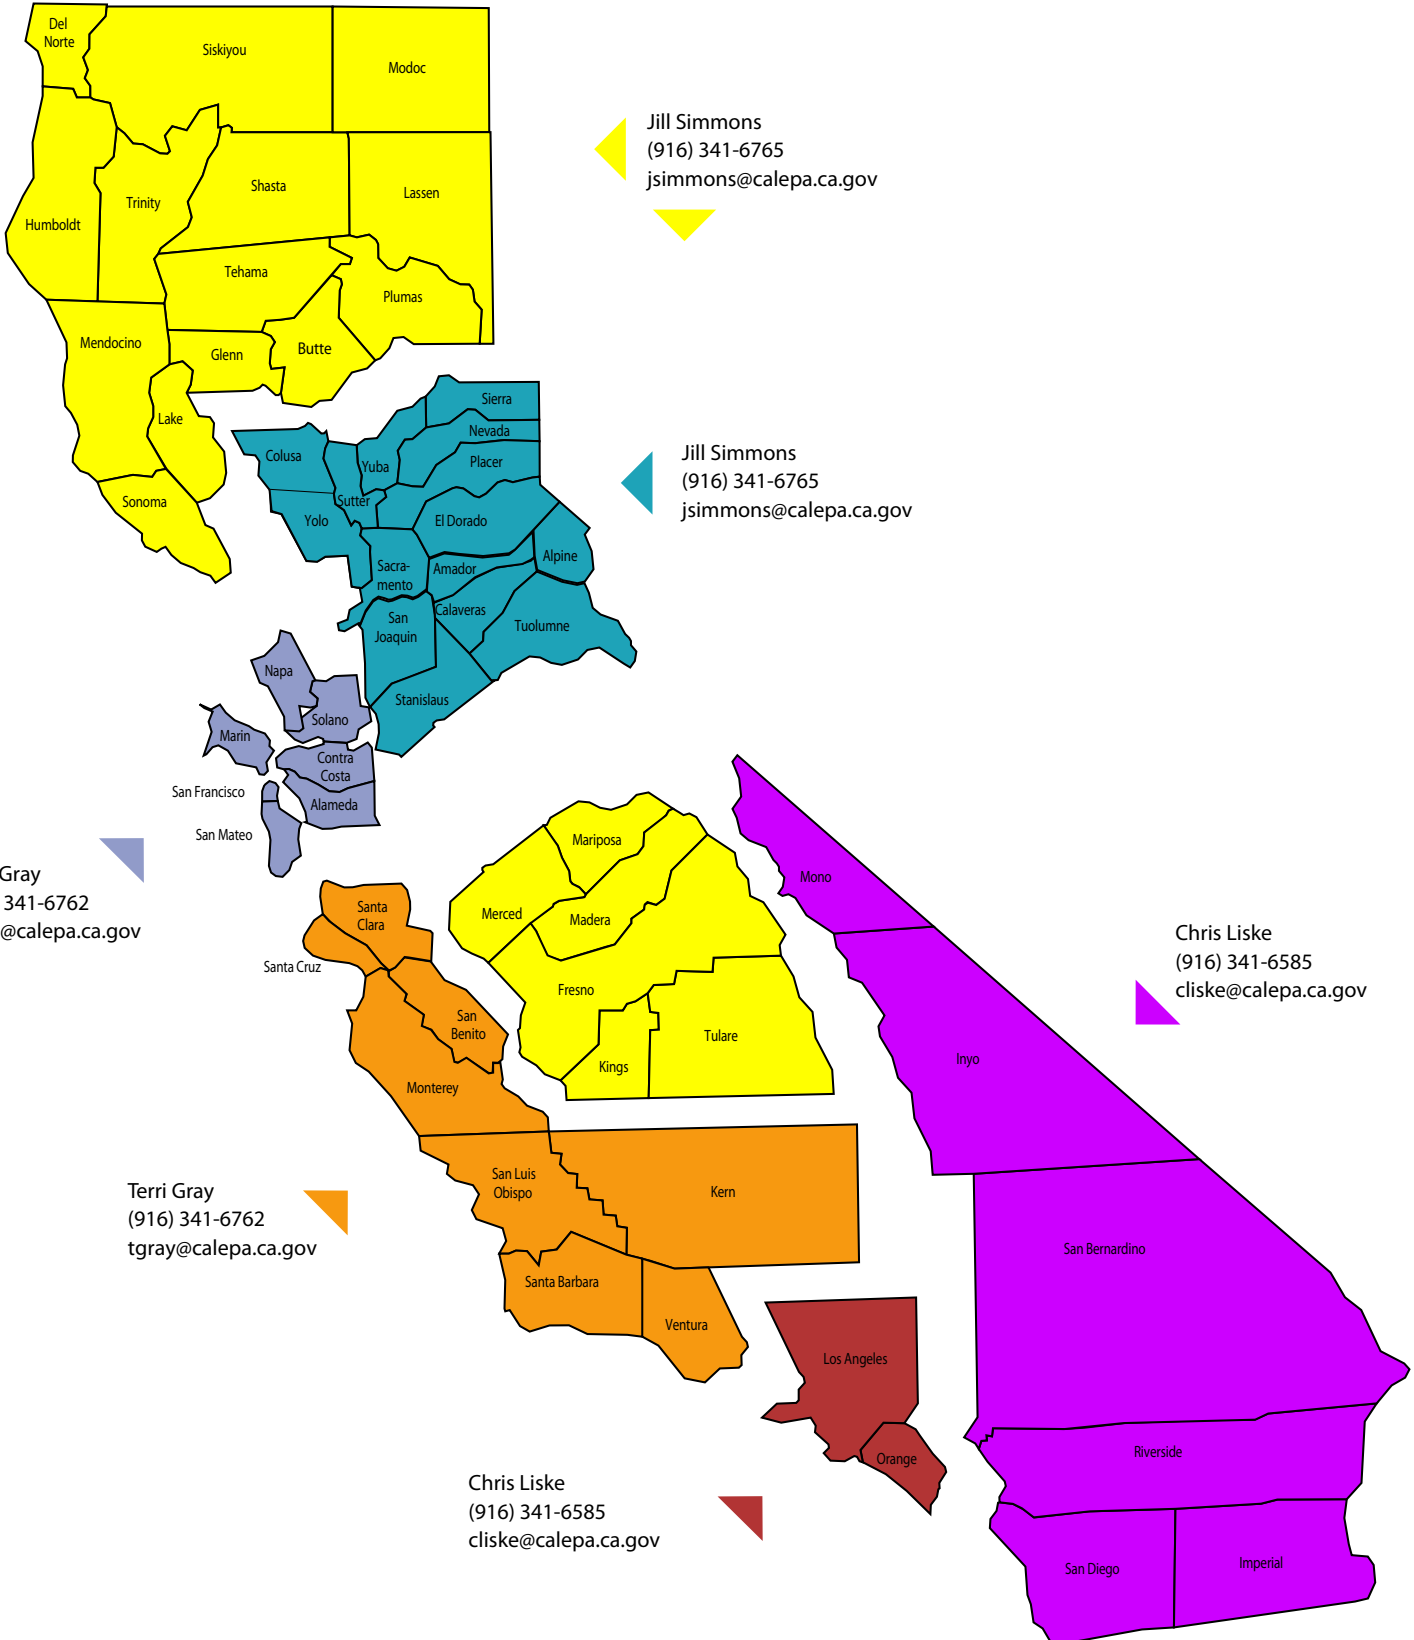 Del
Norte
Siskiyou
Modoc
Jill Simmons
(916) 341-6765
jsimmons@calepa.ca.gov
Humboldt
Trinity
Shasta
Lassen
Tehama
Plumas
Mendocino
Glenn
Butte
Lake
Sonoma
Sierra
Nevada
Placer
Colusa
Yuba
Sutter
Yolo
El Dorado
Jill Simmons
(916) 341-6765
jsimmons@calepa.ca.gov
Sacra-
mento
Amador
Alpine
Calaveras
San
Joaquin
Tuolumne
Stanislaus
Napa
Solano
Marin
Contra
Costa
San Francisco
Alameda
San Mateo
Gray
341-6762
@calepa.ca.gov
Mariposa
Merced
Madera
Fresno
Kings
Tulare
Mono
Inyo
Chris Liske
(916) 341-6585
cliske@calepa.ca.gov
Santa
Clara
Santa Cruz
San
Benito
Monterey
San Luis
Obispo
Kern
Santa Barbara
Ventura
Terri Gray
(916) 341-6762
tgray@calepa.ca.gov
San Bernardino
Los Angeles
Orange
Riverside
San Diego
Imperial
Chris Liske
(916) 341-6585
cliske@calepa.ca.gov